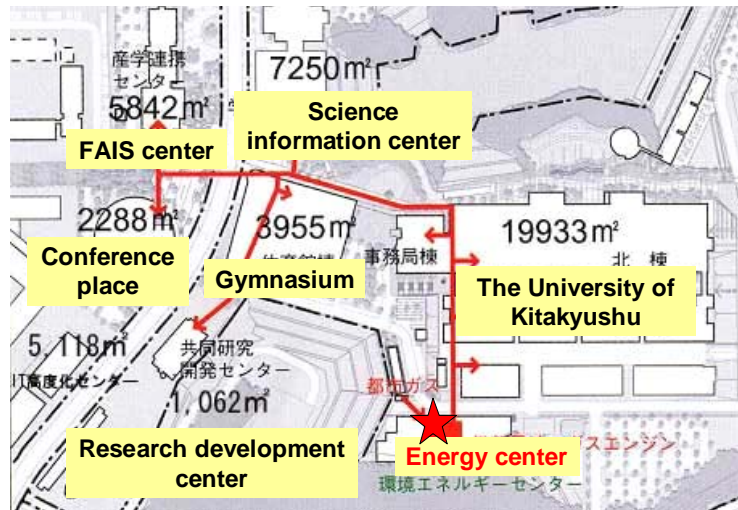 産学連携
センター
7250㎡
5842㎡
学
Science
information center
FAIS center
2288㎡
3955㎡
19933㎡
事務局棟
北 棟
Conference
place
Gymnasium
The University of
Kitakyushu
5,118㎡
共同研究
開発センター
IT高度化センター
1,062㎡
都市ガス
Research development
center
Energy center
スエンジン
環境エネルギーセンター